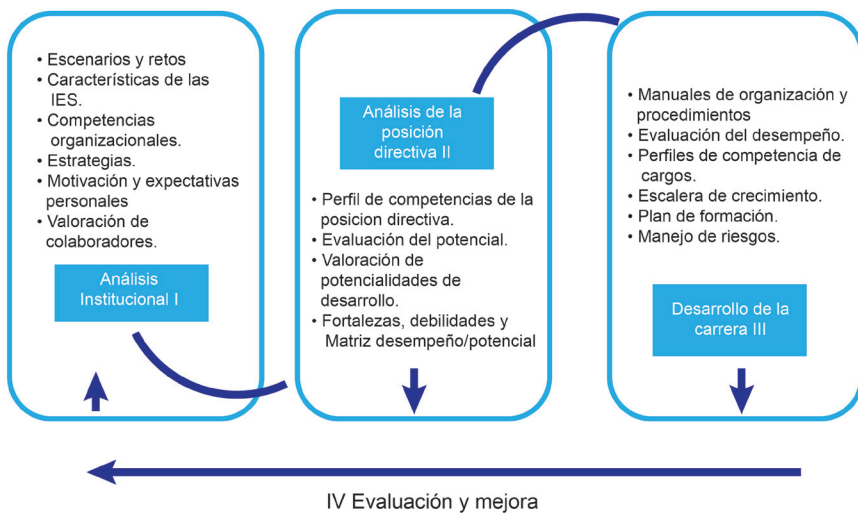 • Escenarios y retos
• Características de las
IES.
• Competencias
organizacionales.
• Estrategias.
• Motivación y expectativas
personales
• Valoración de
colaboradores.
Análisis
Institucional I
Análisis de la
posición
directiva II
• Perfil de competencias de la
posicion directiva.
• Evaluación del potencial.
• Valoración de
potencialidades de
desarrollo.
• Fortalezas, debilidades y
Matriz desempeño/potencial
• Manuales de organización y
procedimientos
• Evaluación del desempeño.
• Perfiles de competencia de
cargos.
• Escalera de crecimiento.
• Plan de formación.
• Manejo de riesgos.
Desarrollo de la
carrera III
IV Evaluación y mejora